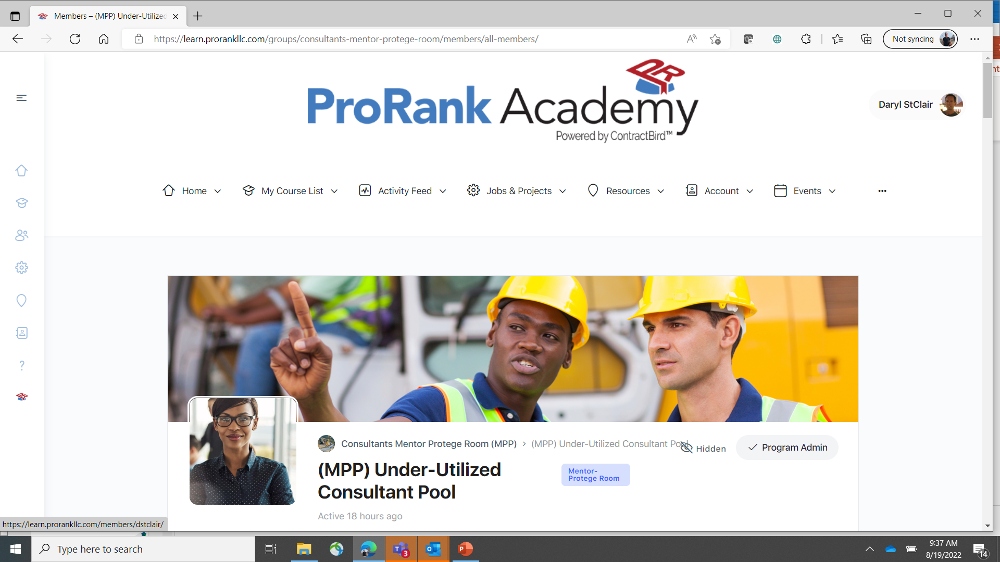 Members – (MPP) Under-Utilized
https://learn.prorankllc.com/groups/consultants-mentor-protege-room/members/all-members/
Not syncing
PR
ProRank Academy
Powered by ContractBird™
Daryl StClair
Home
My Course List
Activity Feed
Jobs & Projects
Resources
Account
Events
Consultants Mentor Protege Room (MPP) > (MPP) Under-Utilized Consultant Pool
Hidden
Program Admin
(MPP) Under-Utilized
Consultant Pool
Mentor-
Protege Room
Active 18 hours ago
https://learn.prorankllc.com/members/dstclair/
Type here to search
3
9:37 AM
8/19/2022
14